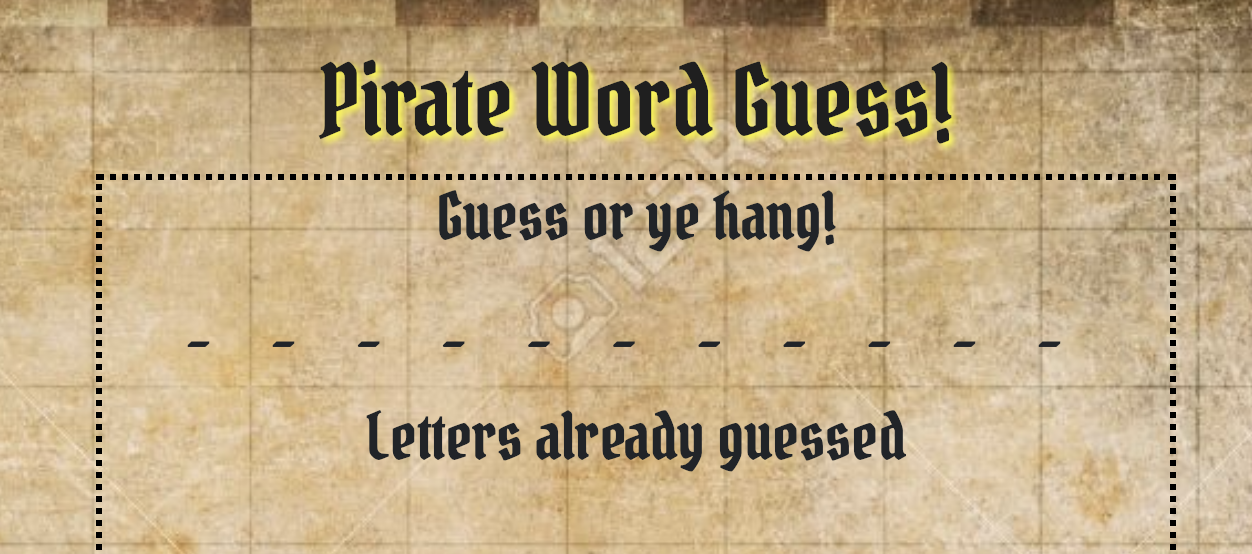 Pirate Word Guess!
Guess or ye hang!
- - - - - - - - - - -
Letters already guessed